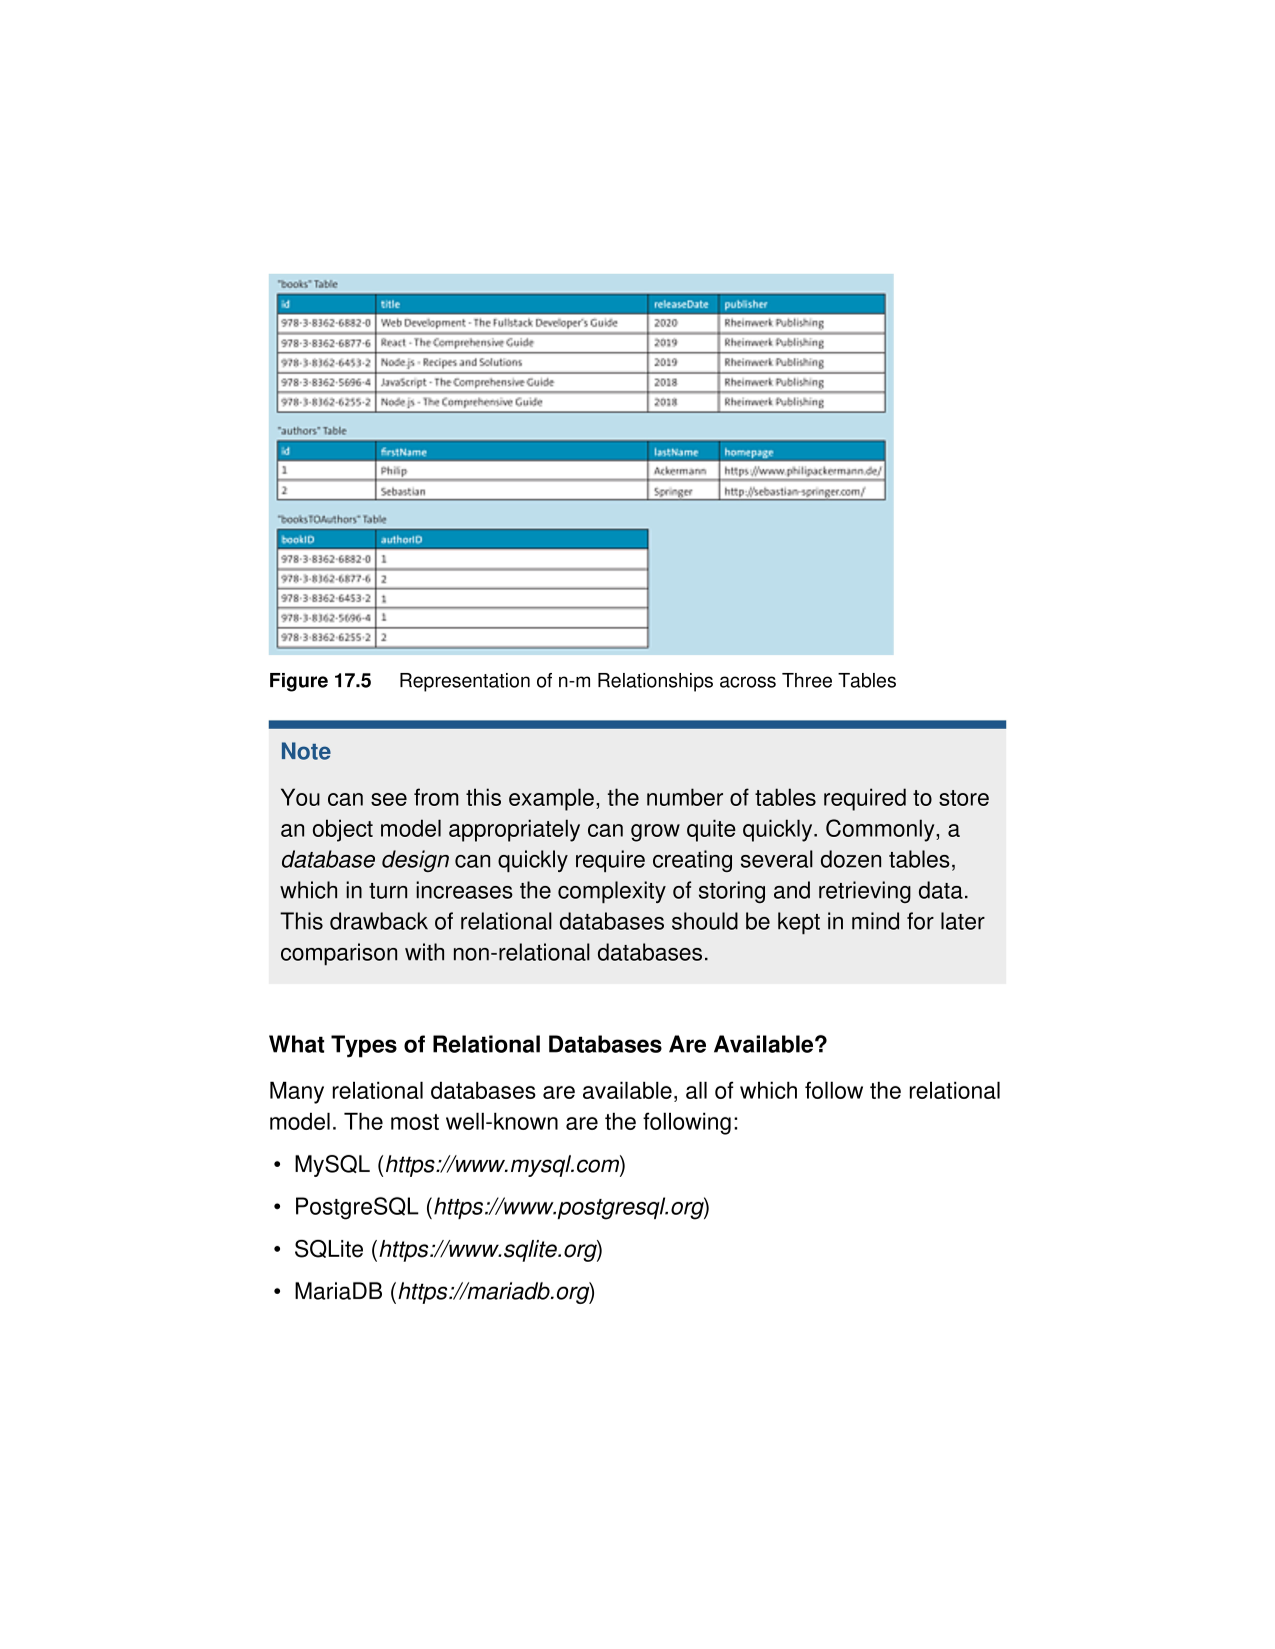 "books" Table
id title releaseDate publisher
978-3-8362-6882-0 Web Development - The Fullstack Developer's Guide 2020 Rheinwerk Publishing
978-3-8362-6877-6 React - The Comprehensive Guide 2019 Rheinwerk Publishing
978-3-8362-6453-2 Node.js - Recipes and Solutions 2019 Rheinwerk Publishing
978-3-8362-5696-4 JavaScript - The Comprehensive Guide 2018 Rheinwerk Publishing
978-3-8362-6255-2 Node.js - The Comprehensive Guide 2018 Rheinwerk Publishing
"authors" Table
id firstName lastName homepage
1 Philip Ackermann https://www.philipackermann.de/
2 Sebastian Springer http://sebastian-springer.com/
"booksTOAuthors" Table
bookID authorID
978-3-8362-6882-0 1
978-3-8362-6877-6 2
978-3-8362-6453-2 1
978-3-8362-5696-4 1
978-3-8362-6255-2 2
Figure 17.5 Representation of n-m Relationships across Three Tables
Note
You can see from this example, the number of tables required to store
an object model appropriately can grow quite quickly. Commonly, a
database design can quickly require creating several dozen tables,
which in turn increases the complexity of storing and retrieving data.
This drawback of relational databases should be kept in mind for later
comparison with non-relational databases.
What Types of Relational Databases Are Available?
Many relational databases are available, all of which follow the relational
model. The most well-known are the following:
• MySQL (https://www.mysql.com)
• PostgreSQL (https://www.postgresql.org)
• SQLite (https://www.sqlite.org)
• MariaDB (https://mariadb.org)